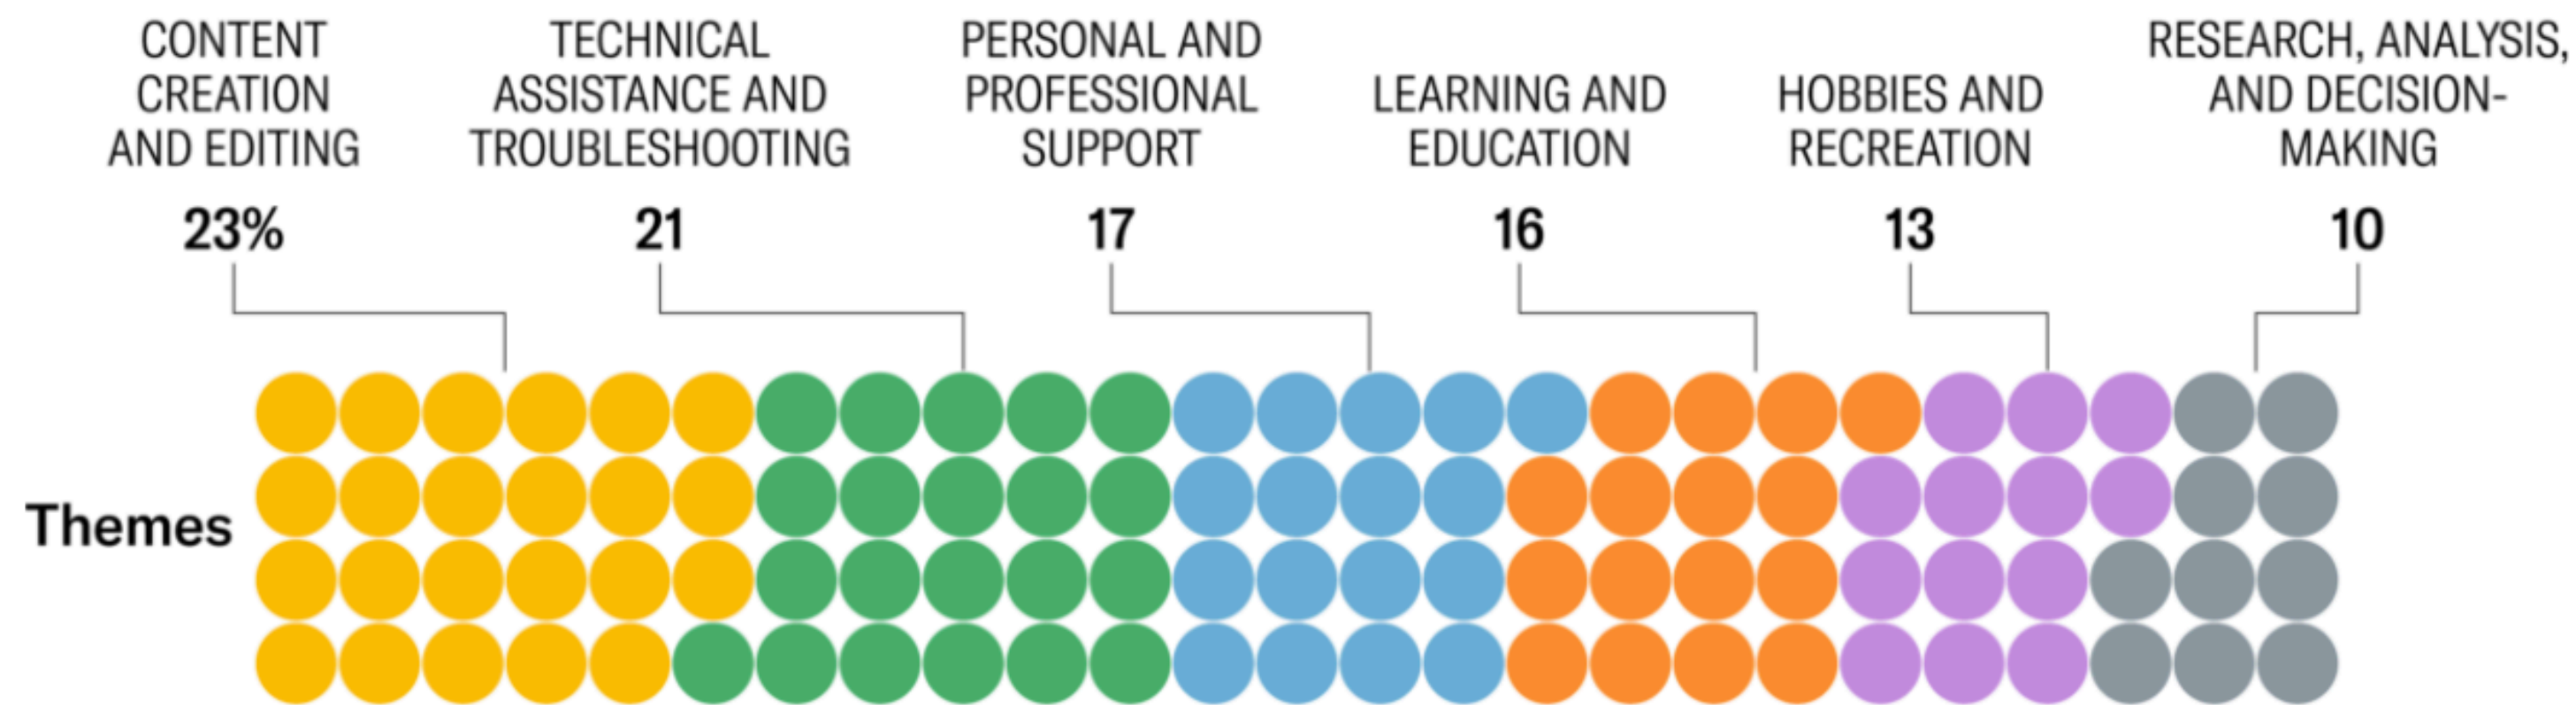 CONTENT
CREATION
AND EDITING
23%
TECHNICAL
ASSISTANCE AND
TROUBLESHOOTING
21
PERSONAL AND
PROFESSIONAL
SUPPORT
17
LEARNING AND
EDUCATION
16
HOBBIES AND
RECREATION
13
RESEARCH, ANALYSIS,
AND DECISION-
MAKING
10
Themes